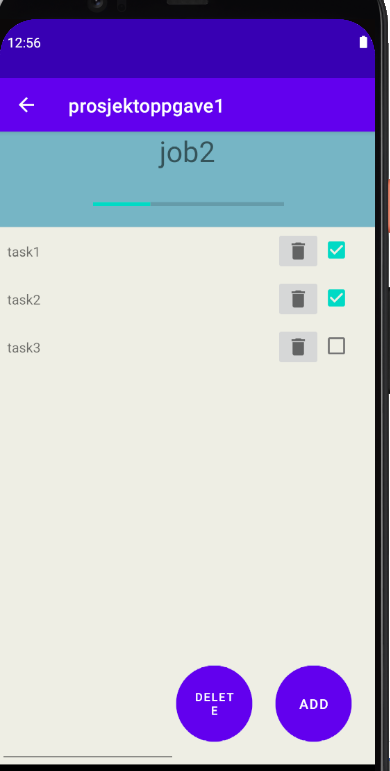 12:56
prosjektoppgave1
job2
task1
task2
task3
DELET
E
ADD